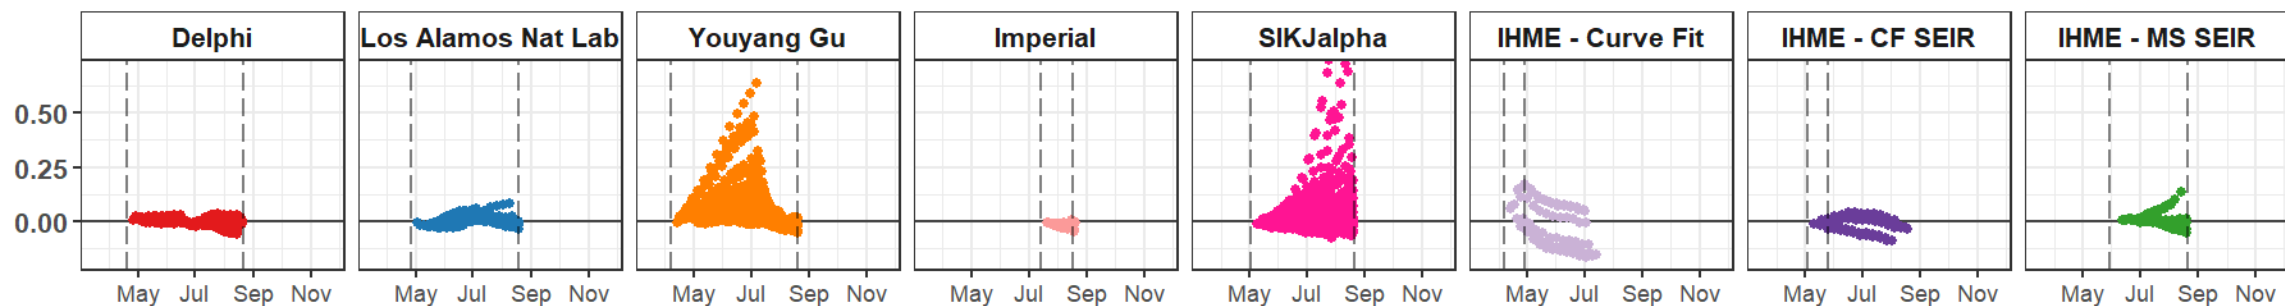 Delphi Los Alamos Nat Lab Youyang Gu Imperial SIKJalpha IHME - Curve Fit IHME - CF SEIR IHME - MS SEIR
0.50
0.25
0.00
May Jul Sep Nov May Jul Sep Nov May Jul Sep Nov May Jul Sep Nov May Jul Sep Nov May Jul Sep Nov May Jul Sep Nov May Jul Sep Nov